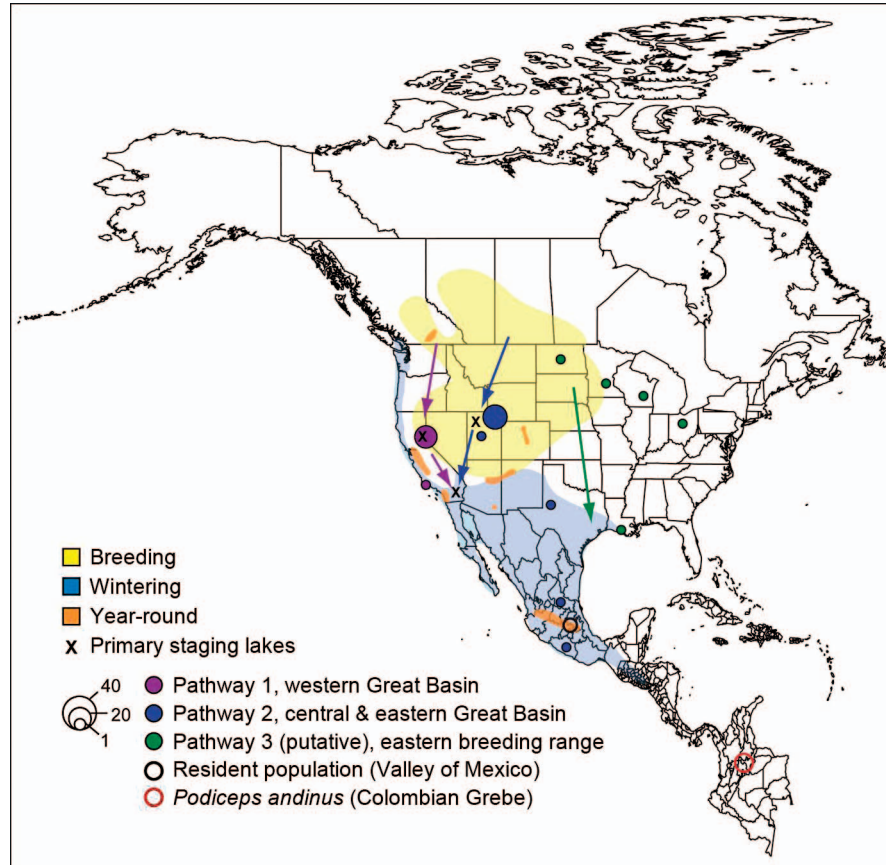 x
x
x
Breeding
Wintering
Year-round
x Primary staging lakes
40
20
1
Pathway 1, western Great Basin
Pathway 2, central & eastern Great Basin
Pathway 3 (putative), eastern breeding range
Resident population (Valley of Mexico)
Podiceps andinus (Colombian Grebe)